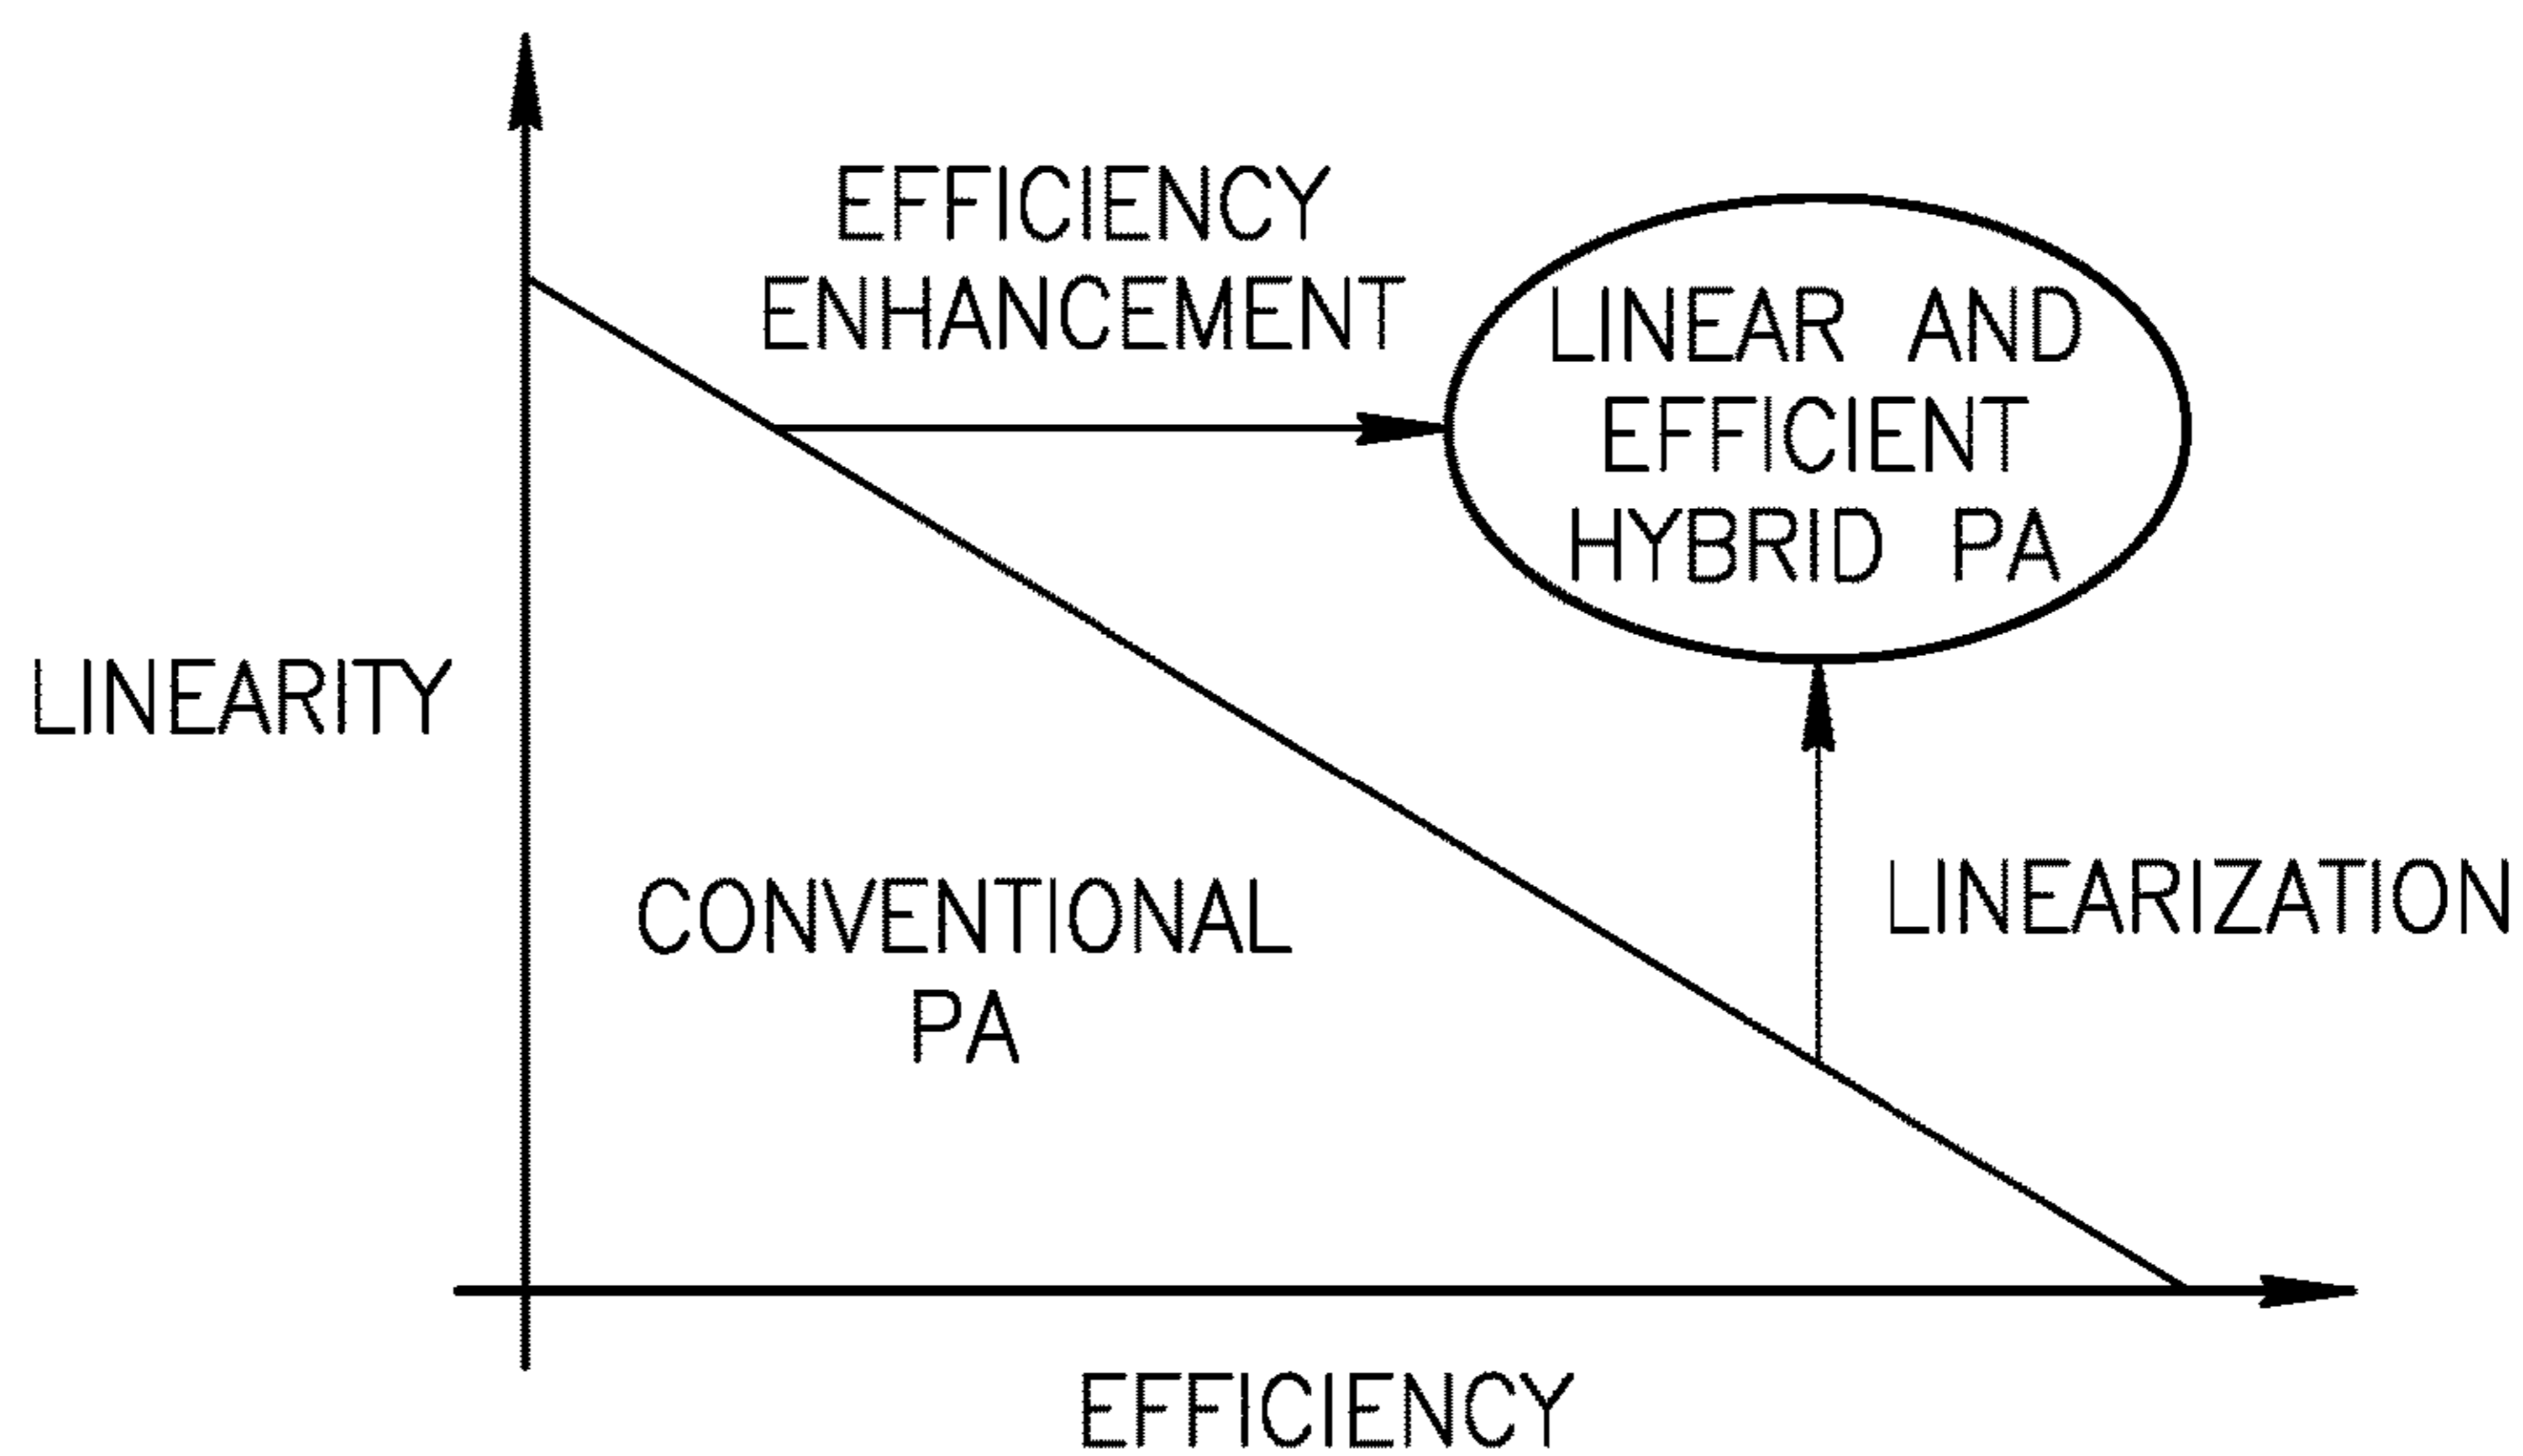 EFFICIENCY
ENHANCEMENT
LINEAR AND
EFFICIENT
HYBRID PA
LINEARITY
CONVENTIONAL
PA
LINEARIZATION
EFFICIENCY